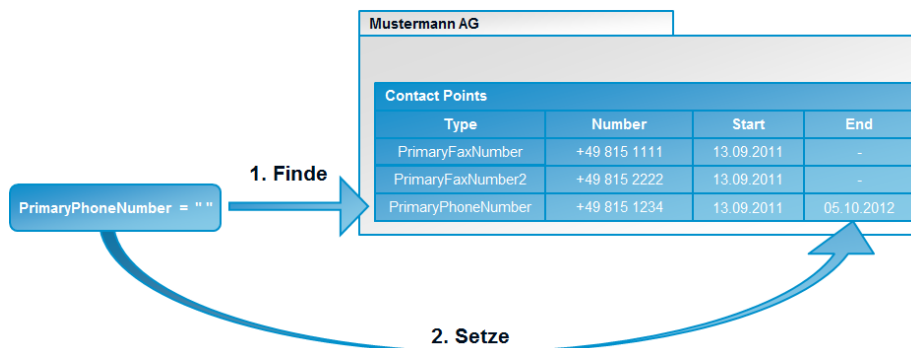 Mustermann AG
Contact Points
Type Number Start End
PrimaryFaxNumber +49 815 1111 13.09.2011 -
PrimaryFaxNumber2 +49 815 2222 13.09.2011 -
PrimaryPhoneNumber +49 815 1234 13.09.2011 05.10.2012
1. Finde
PrimaryPhoneNumber = " "
2. Setze